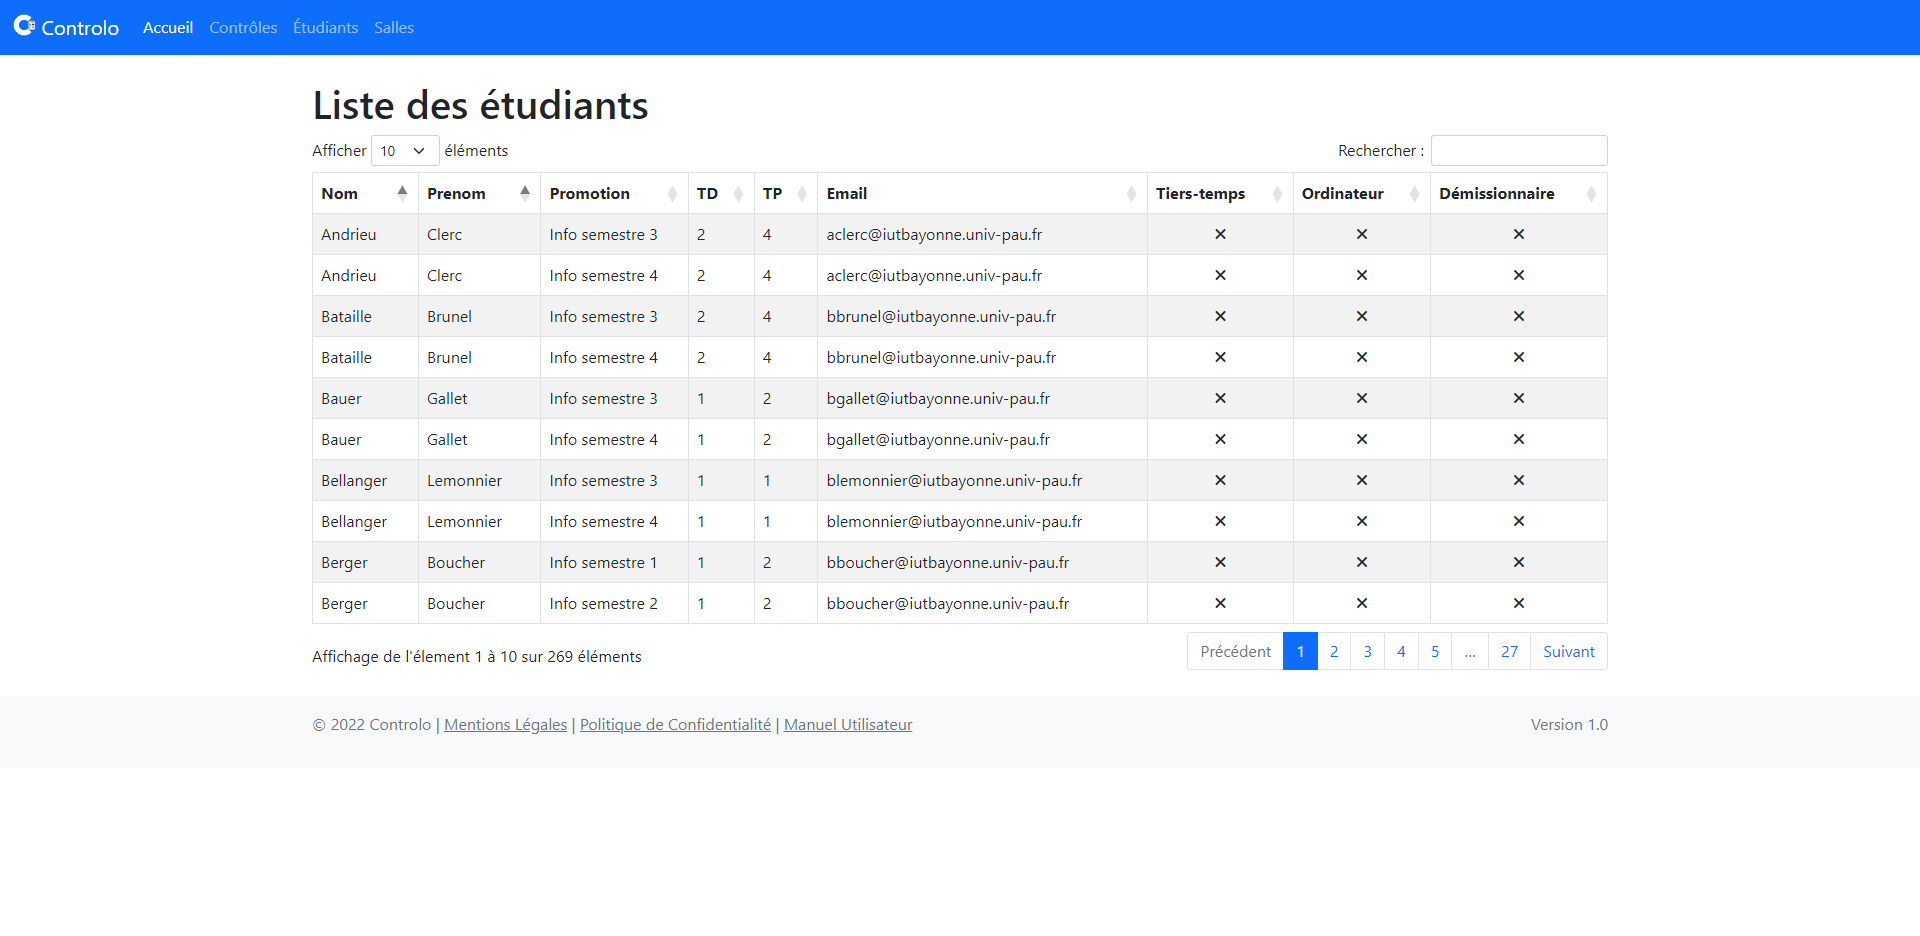 Controlo Accueil Contrôles Étudiants Salles
Liste des étudiants
Afficher 10 éléments Rechercher :
Nom Prenom Promotion TD TP Email Tiers-temps Ordinateur Démissionnaire
Andrieu Clerc Info semestre 3 2 4 aclerc@iutbayonne.univ-pau.fr ✕ ✕ ✕
Andrieu Clerc Info semestre 4 2 4 aclerc@iutbayonne.univ-pau.fr ✕ ✕ ✕
Bataille Brunel Info semestre 3 2 4 bbrunel@iutbayonne.univ-pau.fr ✕ ✕ ✕
Bataille Brunel Info semestre 4 2 4 bbrunel@iutbayonne.univ-pau.fr ✕ ✕ ✕
Bauer Gallet Info semestre 3 1 2 bgallet@iutbayonne.univ-pau.fr ✕ ✕ ✕
Bauer Gallet Info semestre 4 1 2 bgallet@iutbayonne.univ-pau.fr ✕ ✕ ✕
Bellanger Lemonnier Info semestre 3 1 1 blemonnier@iutbayonne.univ-pau.fr ✕ ✕ ✕
Bellanger Lemonnier Info semestre 4 1 1 blemonnier@iutbayonne.univ-pau.fr ✕ ✕ ✕
Berger Boucher Info semestre 1 1 2 bboucher@iutbayonne.univ-pau.fr ✕ ✕ ✕
Berger Boucher Info semestre 2 1 2 bboucher@iutbayonne.univ-pau.fr ✕ ✕ ✕
Affichage de l'élement 1 à 10 sur 269 éléments Précédent 1 2 3 4 5 … 27 Suivant
© 2022 Controlo | Mentions Légales | Politique de Confidentialité | Manuel Utilisateur Version 1.0